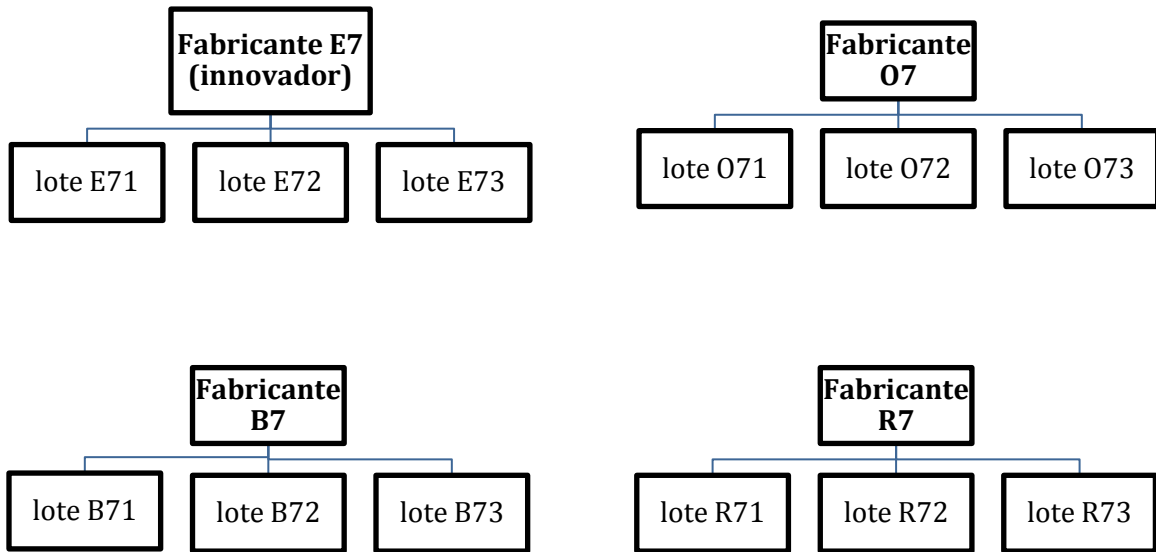 Fabricante E7
(innovador)
lote E71
lote E72
lote E73
Fabricante
O7
lote O71
lote O72
lote O73
Fabricante
B7
lote B71
lote B72
lote B73
Fabricante
R7
lote R71
lote R72
lote R73